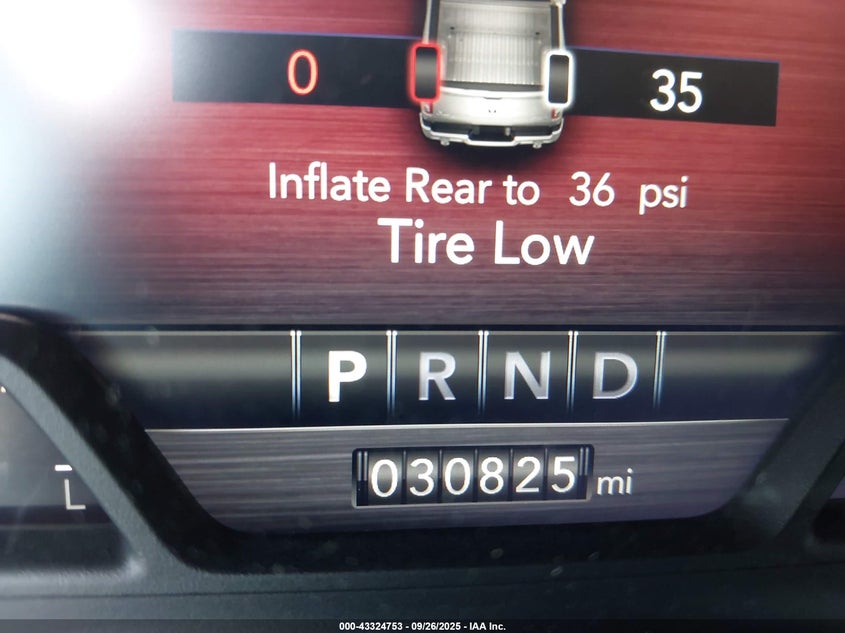 0 35
Inflate Rear to 36 psi
Tire Low
P R N D
030825 mi
L
000-43324753 - 09/26/2025 - IAA Inc.